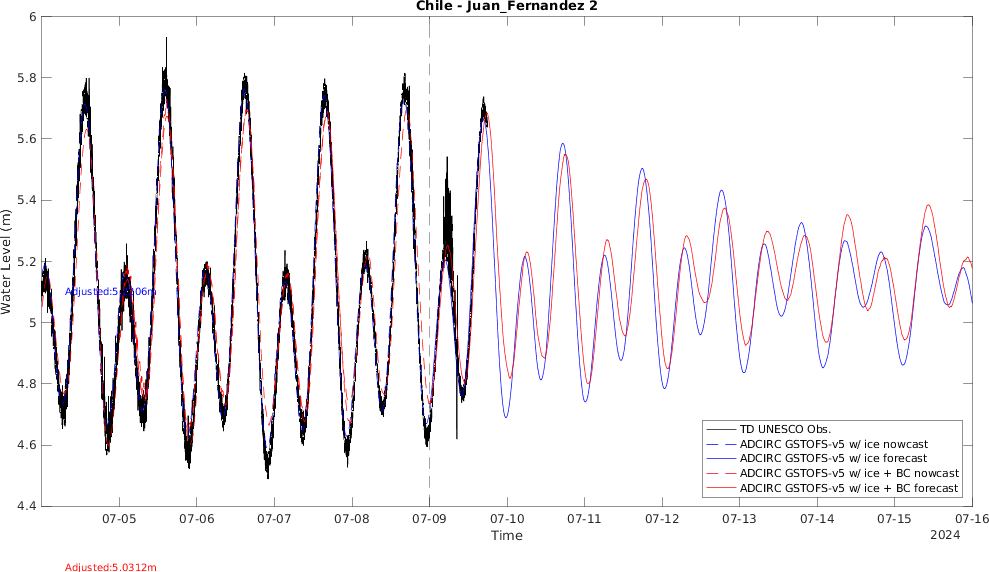 Chile - Juan_Fernandez 2
Water Level (m)
6
5.8
5.6
5.4
5.2
5
4.8
4.6
4.4
Adjusted:5.
06m
TD UNESCO Obs.
ADCIRC GSTOFS-v5 w/ ice nowcast
ADCIRC GSTOFS-v5 w/ ice forecast
ADCIRC GSTOFS-v5 w/ ice + BC nowcast
ADCIRC GSTOFS-v5 w/ ice + BC forecast
07-05 07-06 07-07 07-08 07-09 07-10 07-11 07-12 07-13 07-14 07-15 07-16
Time
2024
Adjusted:5.0312m